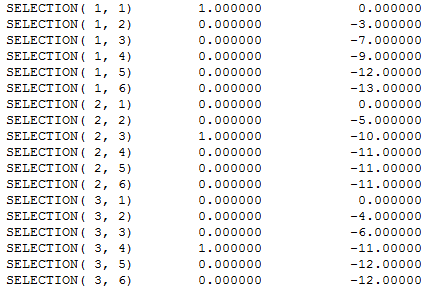 SELECTION( 1, 1) 1.000000 0.000000
SELECTION( 1, 2) 0.000000 -3.000000
SELECTION( 1, 3) 0.000000 -7.000000
SELECTION( 1, 4) 0.000000 -9.000000
SELECTION( 1, 5) 0.000000 -12.00000
SELECTION( 1, 6) 0.000000 -13.00000
SELECTION( 2, 1) 0.000000 0.000000
SELECTION( 2, 2) 0.000000 -5.000000
SELECTION( 2, 3) 1.000000 -10.00000
SELECTION( 2, 4) 0.000000 -11.00000
SELECTION( 2, 5) 0.000000 -11.00000
SELECTION( 2, 6) 0.000000 -11.00000
SELECTION( 3, 1) 0.000000 0.000000
SELECTION( 3, 2) 0.000000 -4.000000
SELECTION( 3, 3) 0.000000 -6.000000
SELECTION( 3, 4) 1.000000 -11.00000
SELECTION( 3, 5) 0.000000 -12.00000
SELECTION( 3, 6) 0.000000 -12.00000